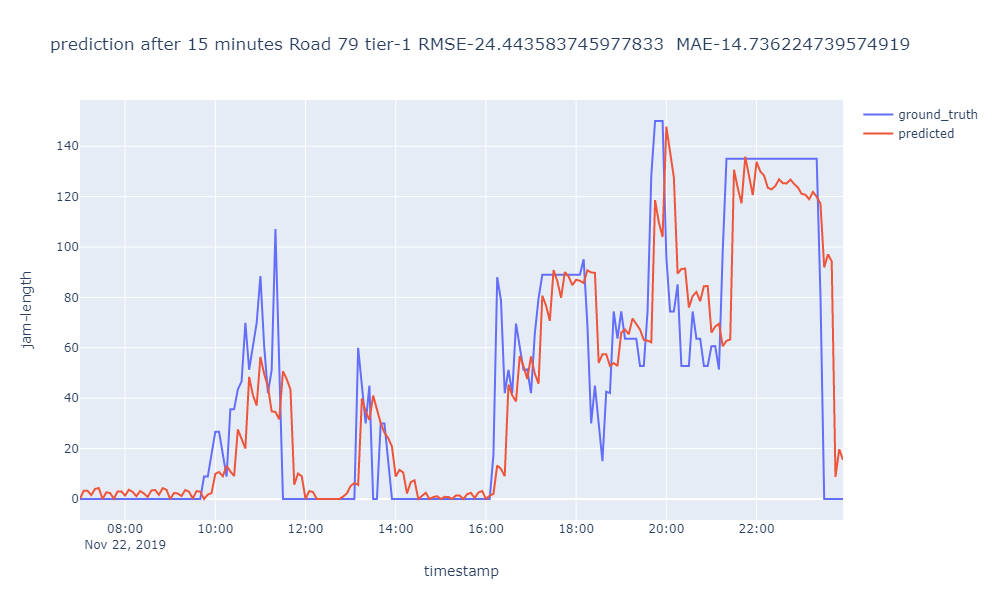 prediction after 15 minutes Road 79 tier-1 RMSE-24.443583745977833  MAE-14.736224739574919
ground_truth
predicted
140
120
100
80
60
40
20
0
jam-length
08:00 10:00 12:00 14:00 16:00 18:00 20:00 22:00
Nov 22, 2019
timestamp